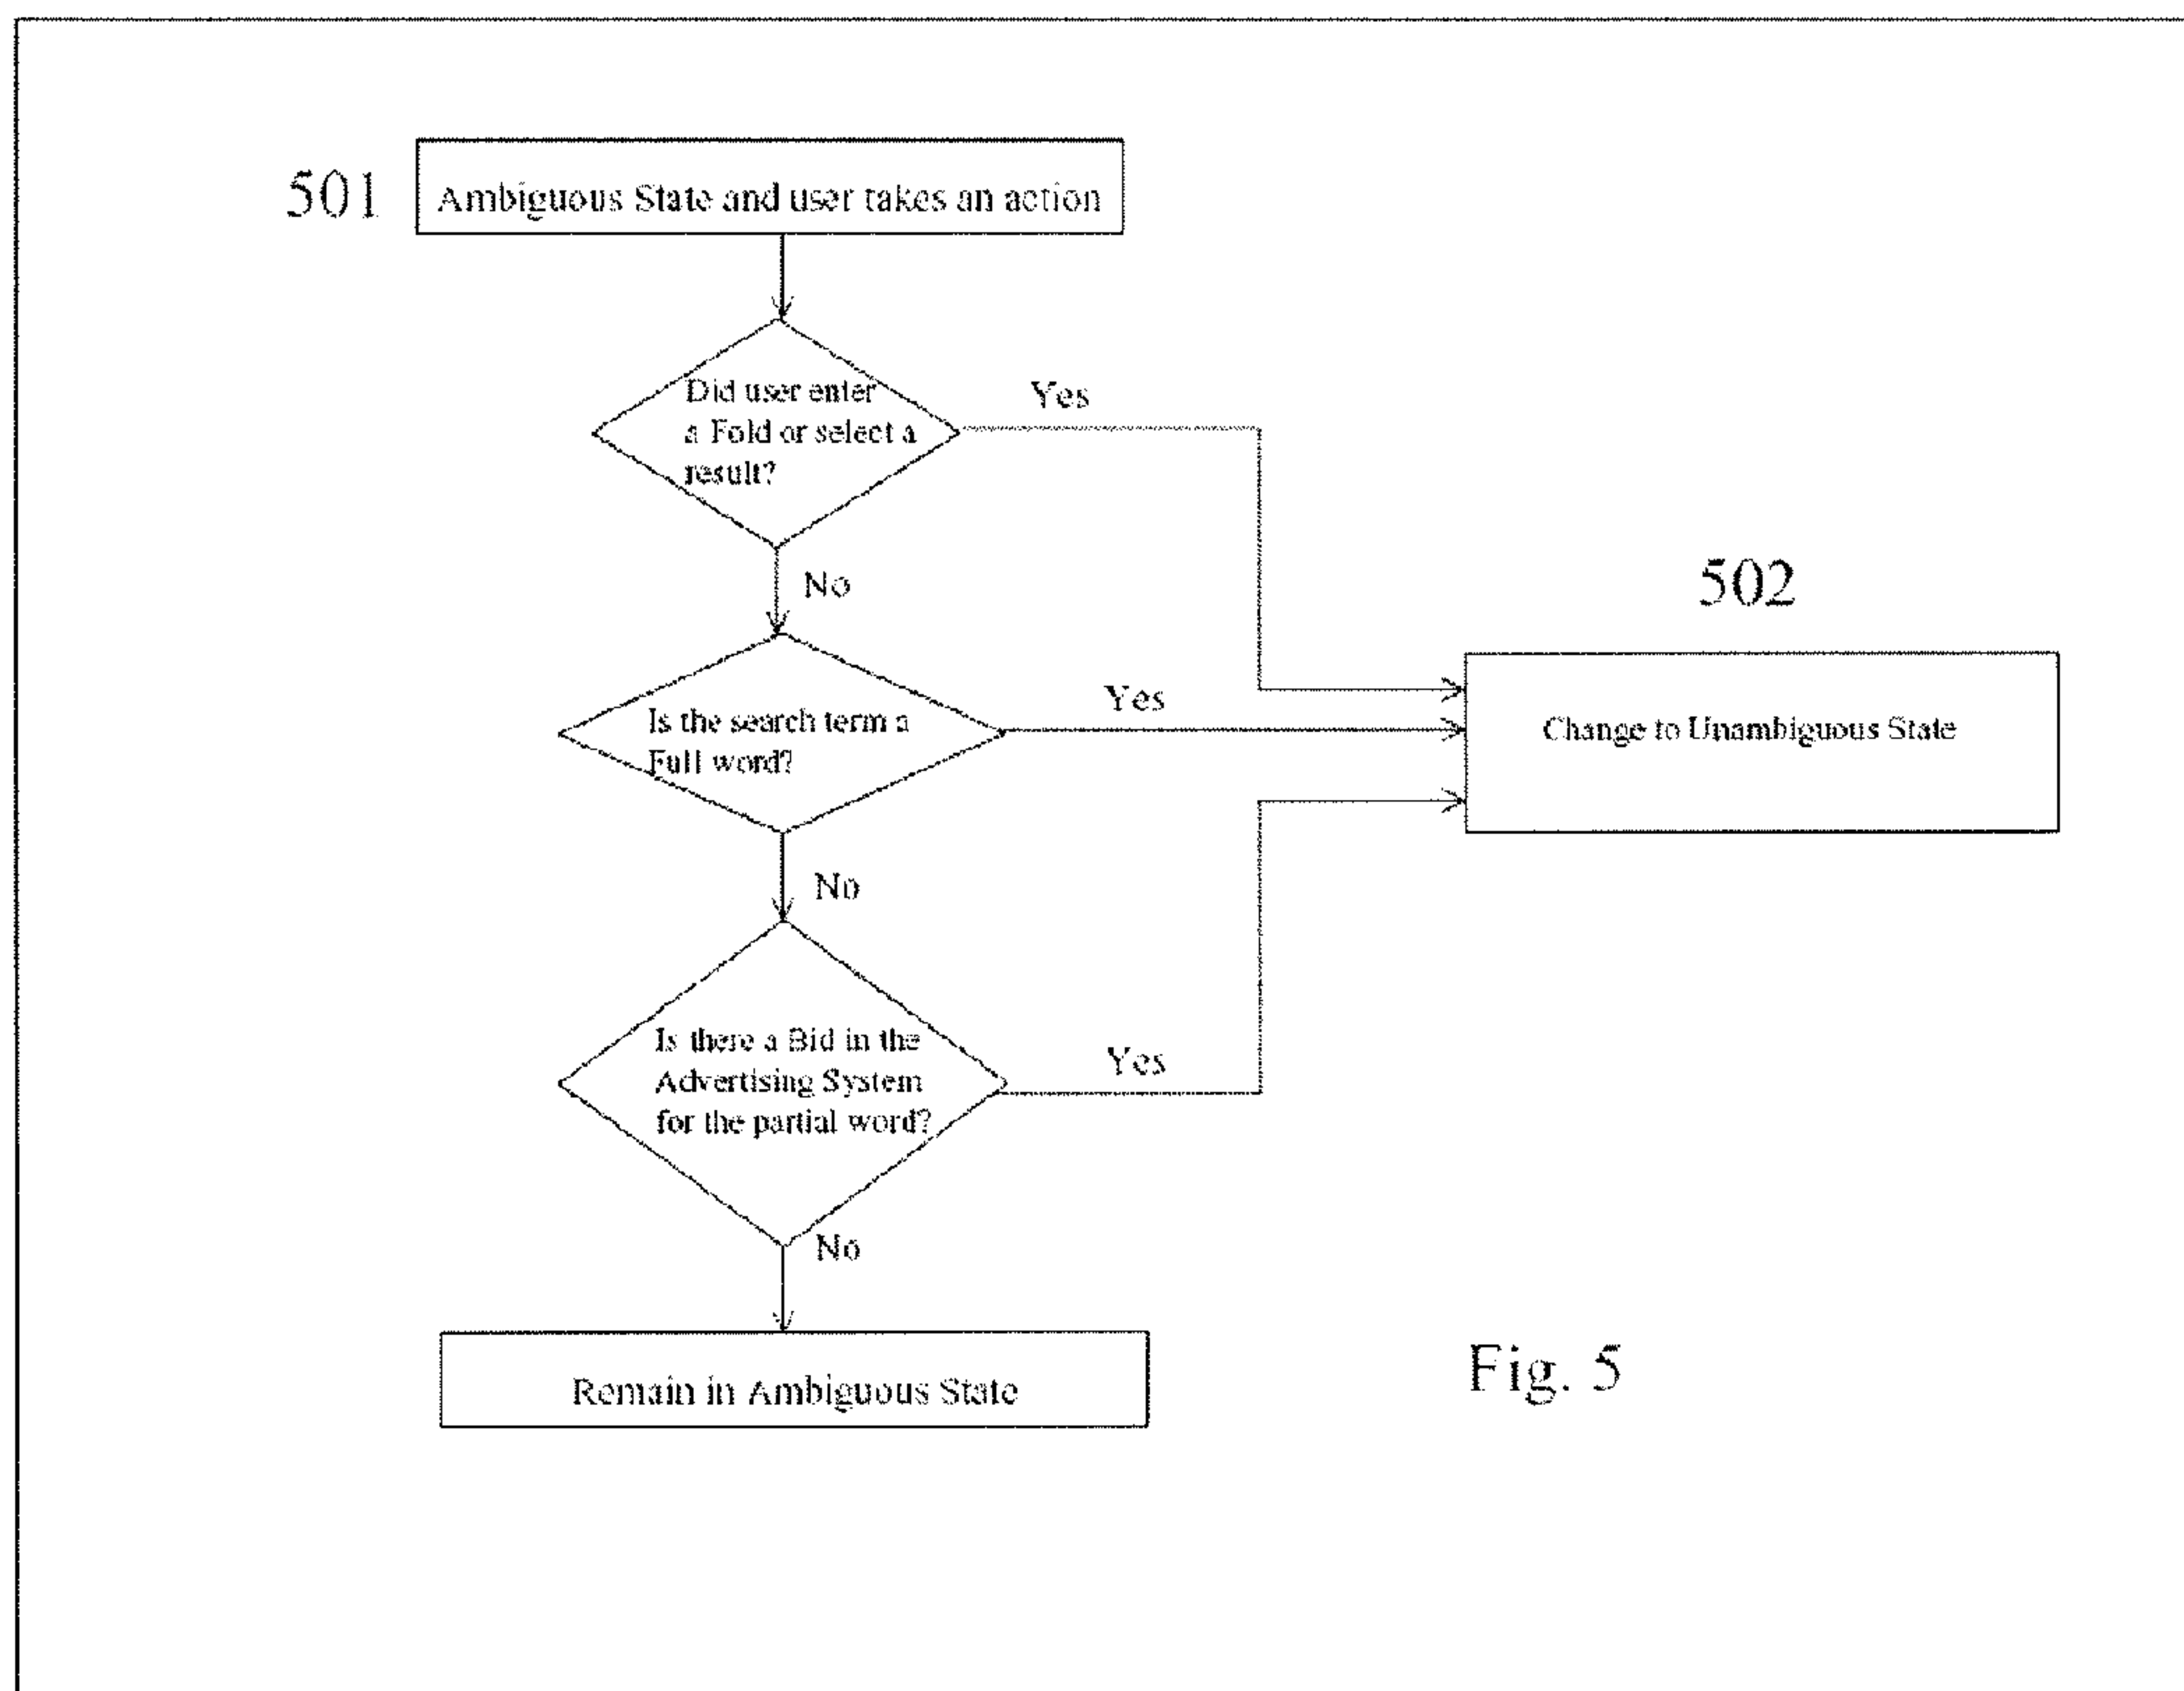 501
Ambiguous State and user takes an action
Did user enter
a Fold or select a
result?
Yes
No
502
Is the search term a
Full word?
Yes
Change to Unambiguous State
No
Is there a Bid in the
Advertising System
for the partial word?
Yes
No
Remain in Ambiguous State
Fig. 5